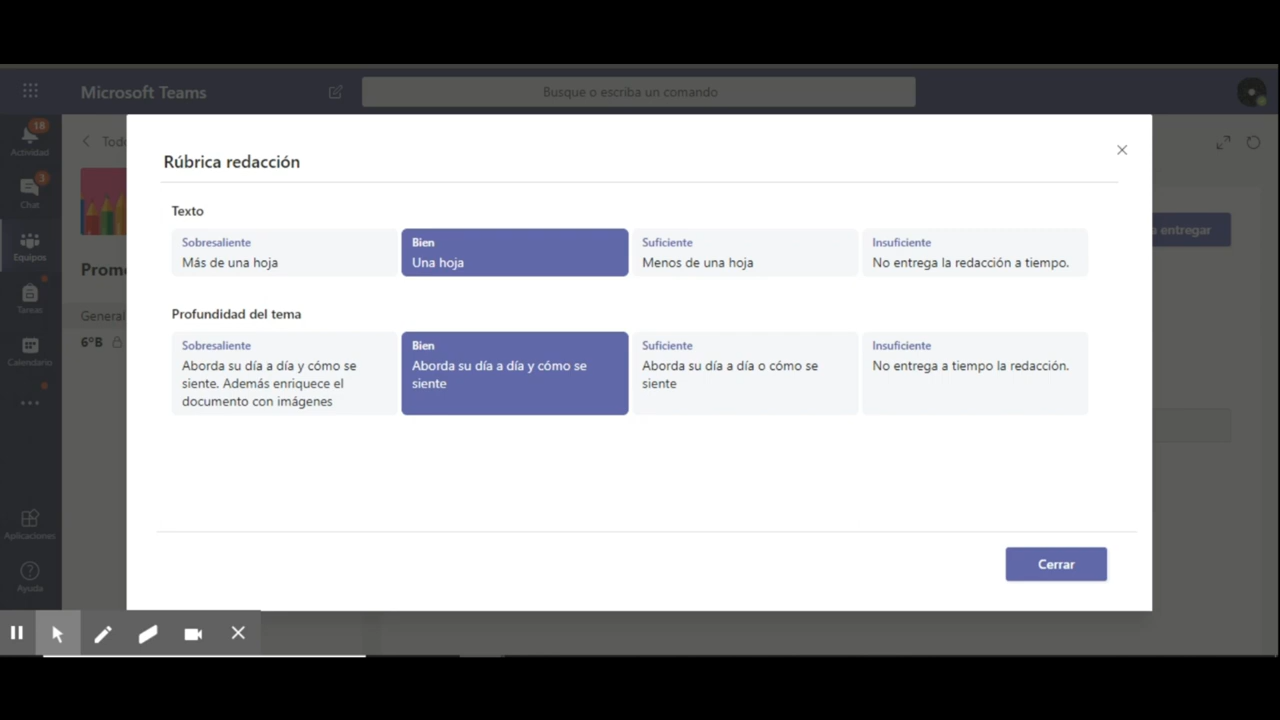 Microsoft Teams
Busque o escriba un comando
18
Actividad
3
Chat
Equipos
Tareas
Calendario
Aplicaciones
Ayuda
Todo
Prom
General
6°B
a entregar
Rúbrica redacción
Texto
Sobresaliente
Más de una hoja
Bien
Una hoja
Suficiente
Menos de una hoja
Insuficiente
No entrega la redacción a tiempo.
Profundidad del tema
Sobresaliente
Aborda su día a día y cómo se
siente. Además enriquece el
documento con imágenes
Bien
Aborda su día a día y cómo se
siente
Suficiente
Aborda su día a día o cómo se
siente
Insuficiente
No entrega a tiempo la redacción.
Cerrar